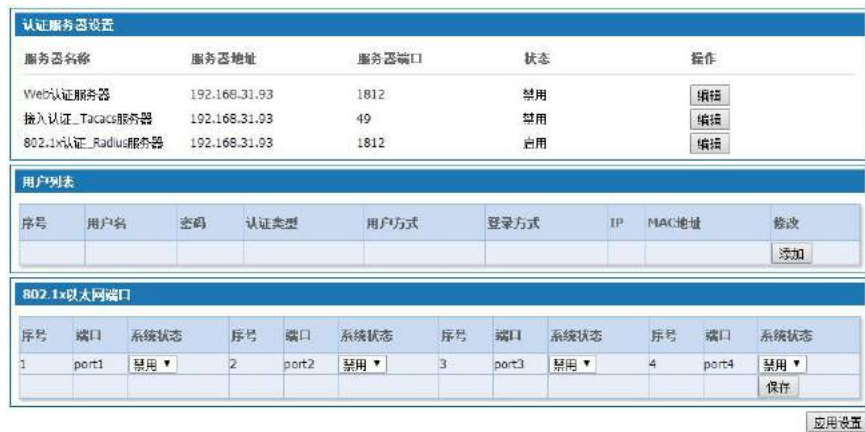 认证服务器设置
服务器名称 服务器地址 服务器端口 状态 操作
Web认证服务器 192.168.31.93 1812 禁用 编辑
接入认证_Tacacs服务器 192.168.31.93 49 禁用 编辑
802.1x认证_Radius服务器 192.168.31.93 1812 启用 编辑
用户列表
序号 用户名 密码 认证类型 用户方式 登录方式 IP MAC地址 修改
添加
802.1x以太网端口
序号 端口 系统状态 序号 端口 系统状态 序号 端口 系统状态 序号 端口 系统状态
1 port1 禁用 2 port2 禁用 3 port3 禁用 4 port4 禁用
保存
应用设置